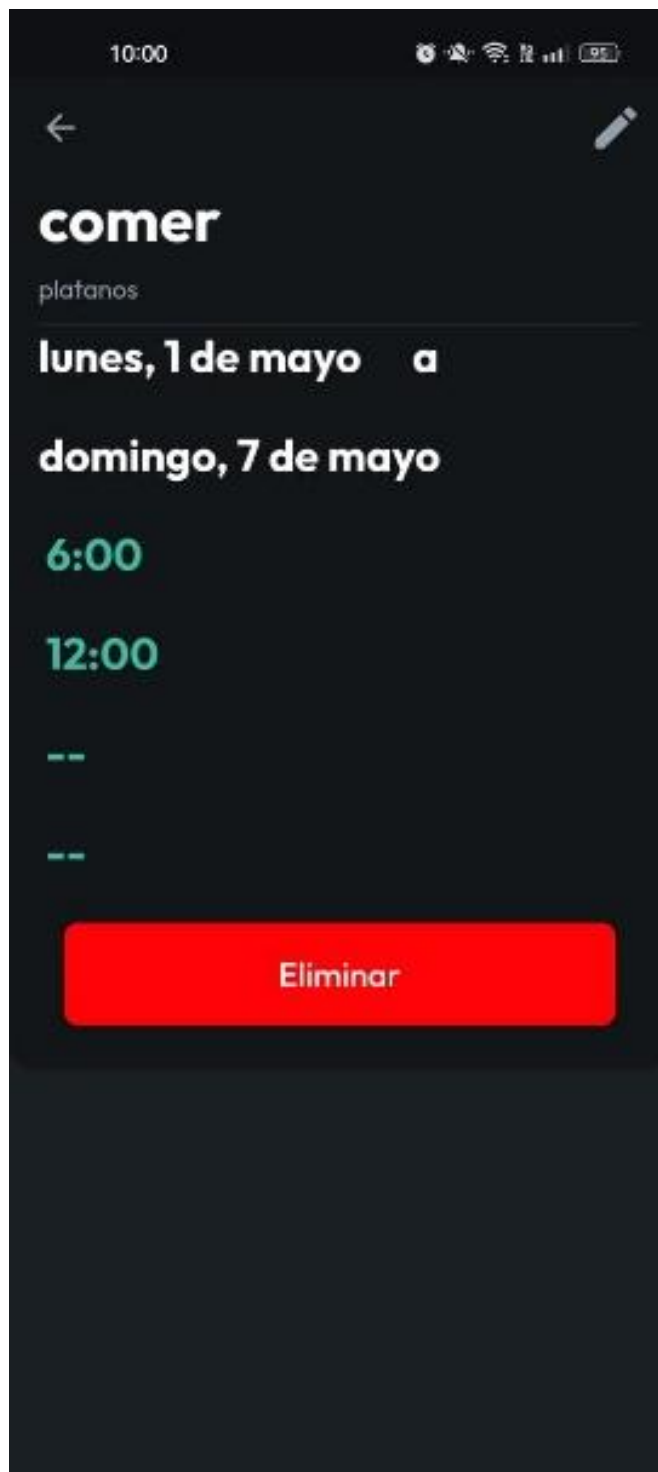 10:00 95
comer
platanos
lunes, 1 de mayo a
domingo, 7 de mayo
6:00
12:00
--
--
Eliminar